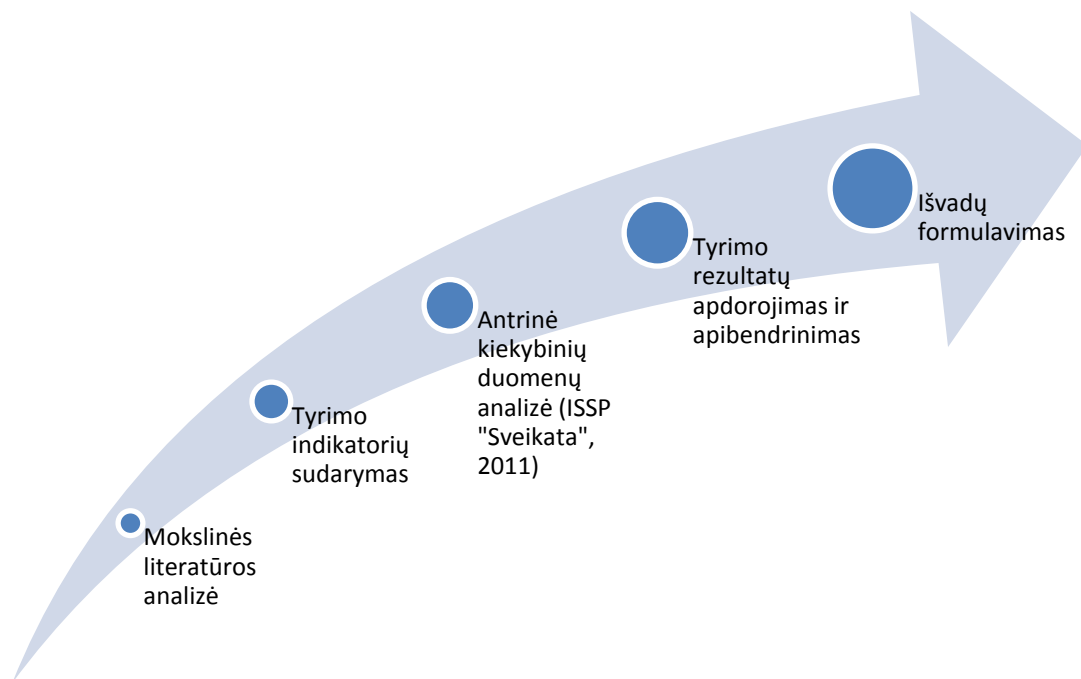 Mokslinės
literatūros
analizė
Tyrimo
indikatorių
sudarymas
Antrinė
kiekybinių
duomenų
analizė (ISSP
"Sveikata",
2011)
Tyrimo
rezultatų
apdorojimas ir
apibendrinimas
Išvadų
formulavimas